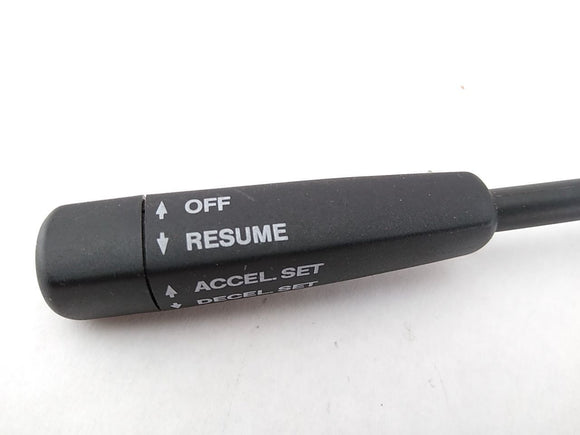 ↑ OFF
↓ RESUME
↑ ACCEL. SET
↓ DECEL. SET